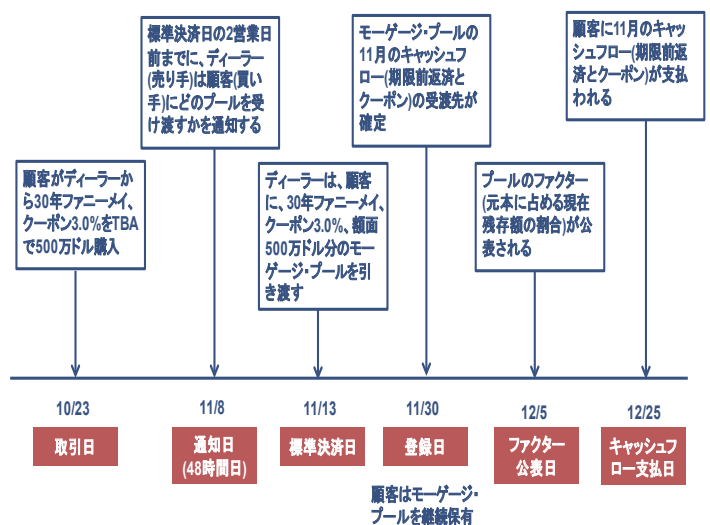 標準決済日の2営業日
前までに、ディーラー
(売り手)は顧客(買い
手)にどのプールを受
け渡すかを通知する
モーゲージ・プールの
11月のキャッシュフ
ロー(期限前返済と
クーポン)の受渡先が
確定
顧客に11月のキャッ
シュフロー(期限前返
済とクーポン)が支払
われる
顧客がディーラーか
ら30年ファニーメイ、
クーポン3.0%をTBA
で500万ドル購入
ディーラーは、顧客
に、30年ファニーメイ、
クーポン3.0%、額面
500万ドル分のモー
ゲージ・プールを引
き渡す
プールのファクター
(元本に占める現在
残存額の割合)が公
表される
10/23
11/8
11/13
11/30
12/5
12/25
取引日
通知日
(48時間日)
標準決済日
登録日
ファクター
公表日
キャッシュフ
ロー支払日
顧客はモーゲージ・
プールを継続保有